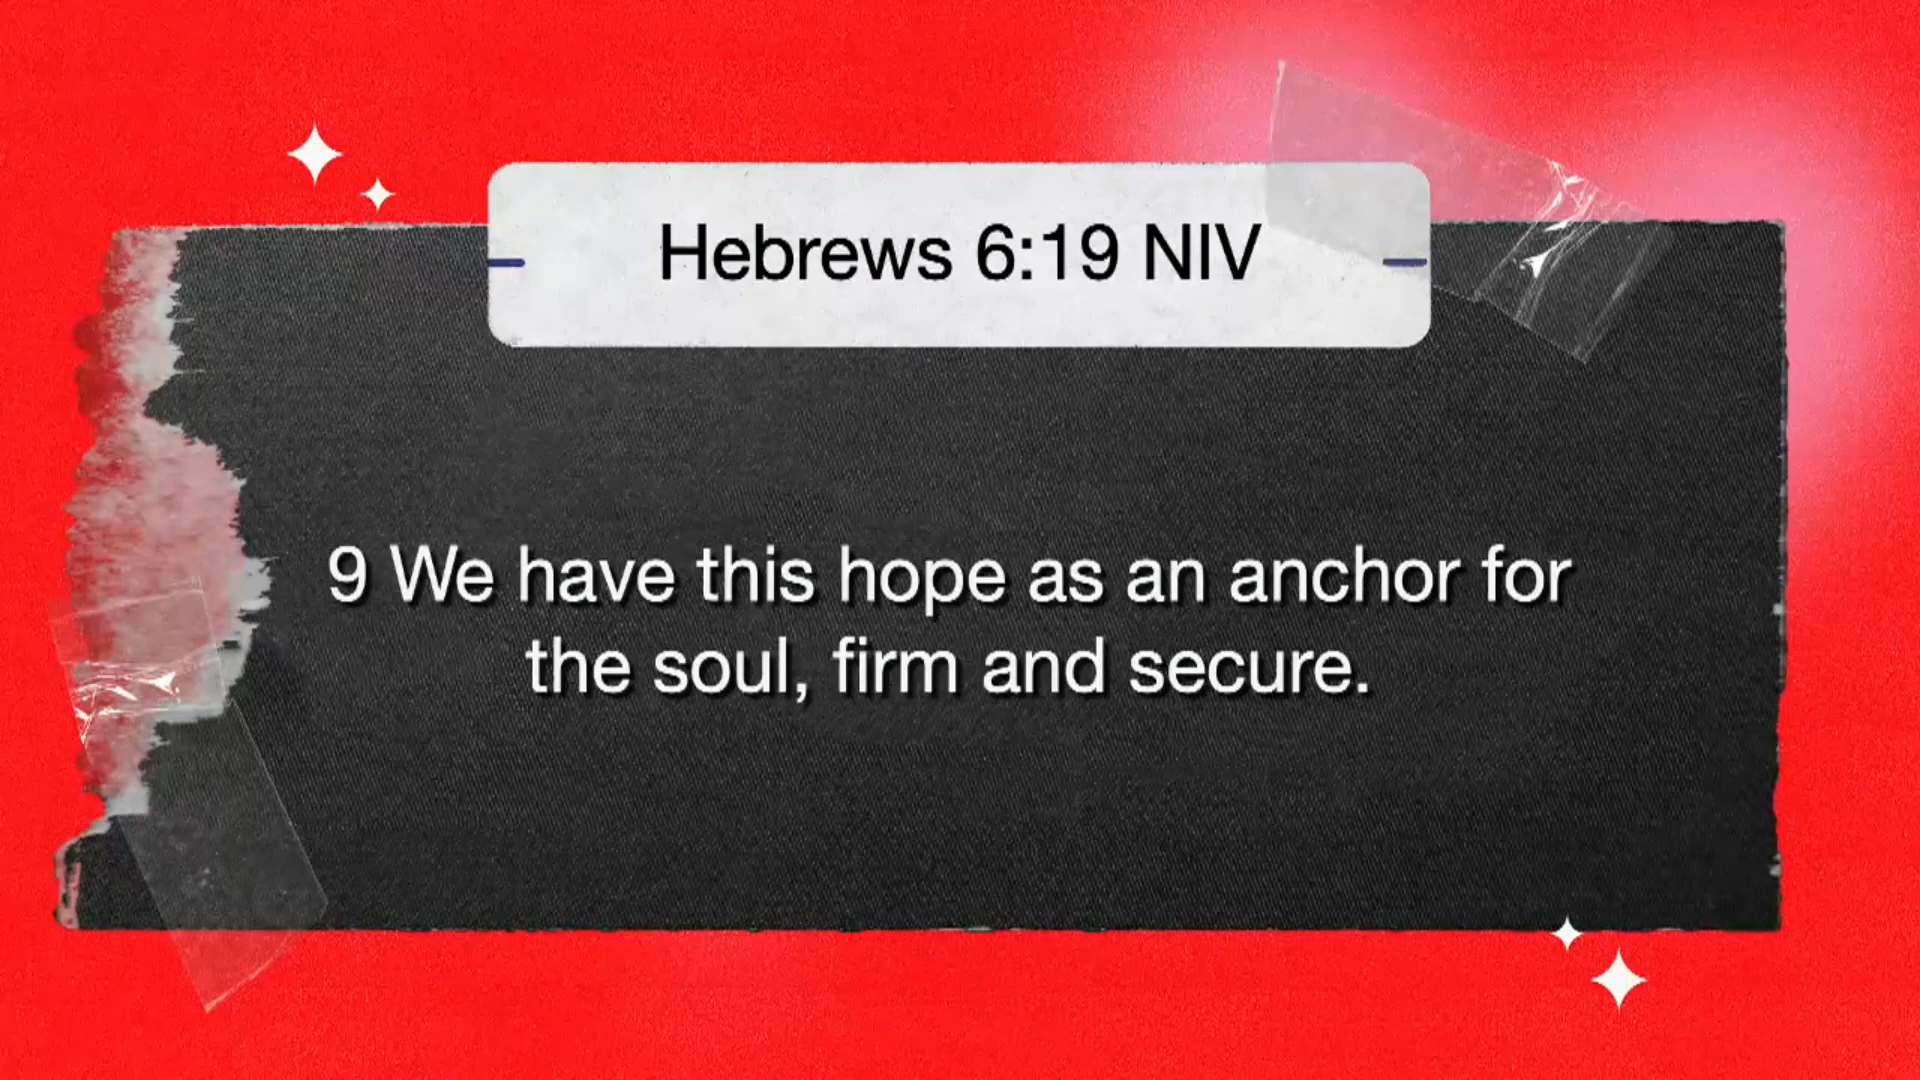 Hebrews 6:19 NIV
9 We have this hope as an anchor for
the soul, firm and secure.